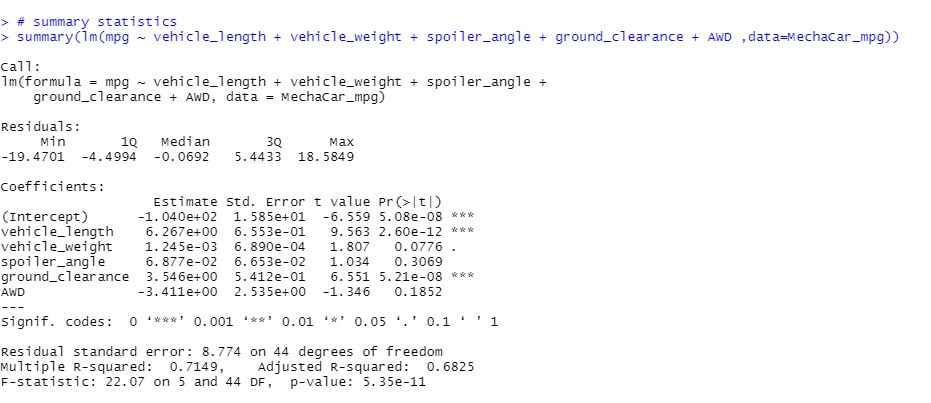 > # summary statistics
> summary(lm(mpg ~ vehicle_length + vehicle_weight + spoiler_angle + ground_clearance + AWD ,data=MechaCar_mpg))
Call:
lm(formula = mpg ~ vehicle_length + vehicle_weight + spoiler_angle +
    ground_clearance + AWD, data = MechaCar_mpg)
Residuals:
     Min       1Q   Median       3Q      Max
-19.4701  -4.4994  -0.0692   5.4433  18.5849
Coefficients:
                   Estimate Std. Error t value Pr(>|t|)
(Intercept)      -1.040e+02  1.585e+01  -6.559 5.08e-08 ***
vehicle_length    6.267e+00  6.553e-01   9.563 2.60e-12 ***
vehicle_weight    1.245e-03  6.890e-04   1.807   0.0776 .
spoiler_angle     6.877e-02  6.653e-02   1.034   0.3069
ground_clearance  3.546e+00  5.412e-01   6.551 5.21e-08 ***
AWD              -3.411e+00  2.535e+00  -1.346   0.1852
---
Signif. codes:  0 ‘***’ 0.001 ‘**’ 0.01 ‘*’ 0.05 ‘.’ 0.1 ‘ ’ 1
Residual standard error: 8.774 on 44 degrees of freedom
Multiple R-squared:  0.7149,	Adjusted R-squared:  0.6825
F-statistic: 22.07 on 5 and 44 DF,  p-value: 5.35e-11